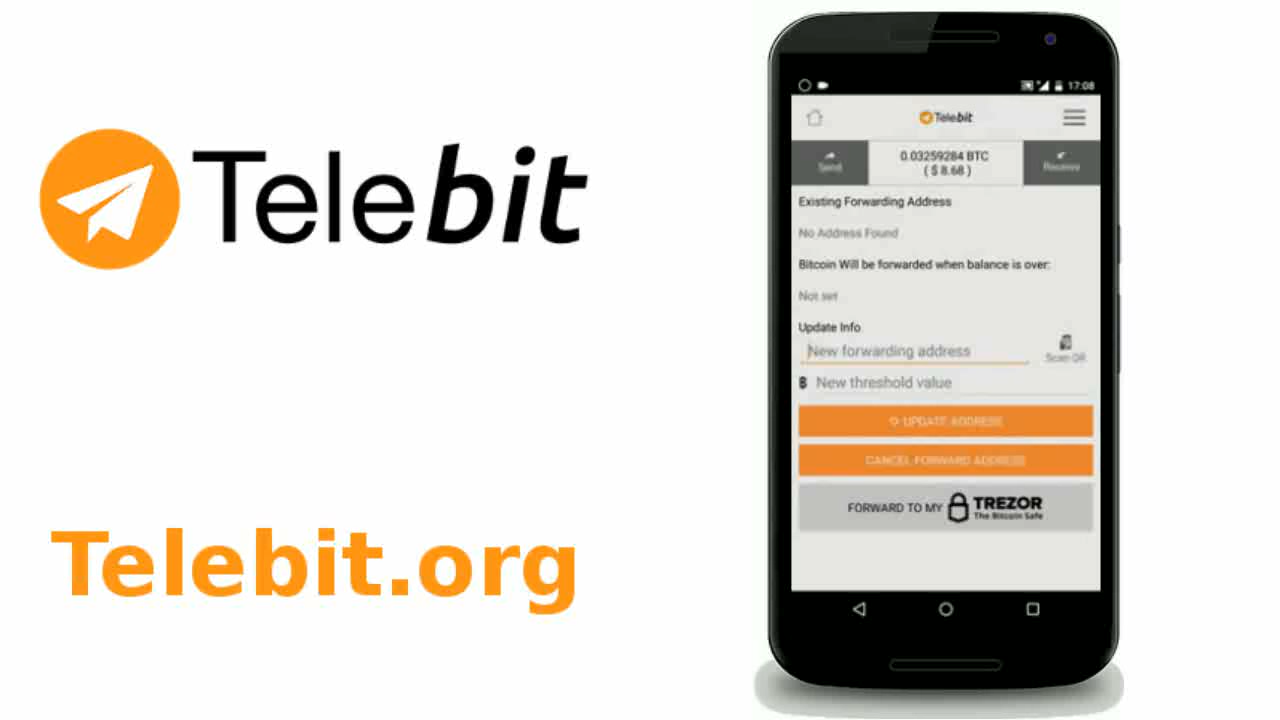 Telebit
Telebit.org
17:08
Telebit
Send
0.03259284 BTC
( $ 8.68 )
Receive
Existing Forwarding Address
No Address Found
Bitcoin Will be forwarded when balance is over:
Not set
Update Info
New forwarding address
Scan QR
฿ New threshold value
UPDATE ADDRESS
CANCEL FORWARD ADDRESS
FORWARD TO MY TREZOR
The Bitcoin Safe